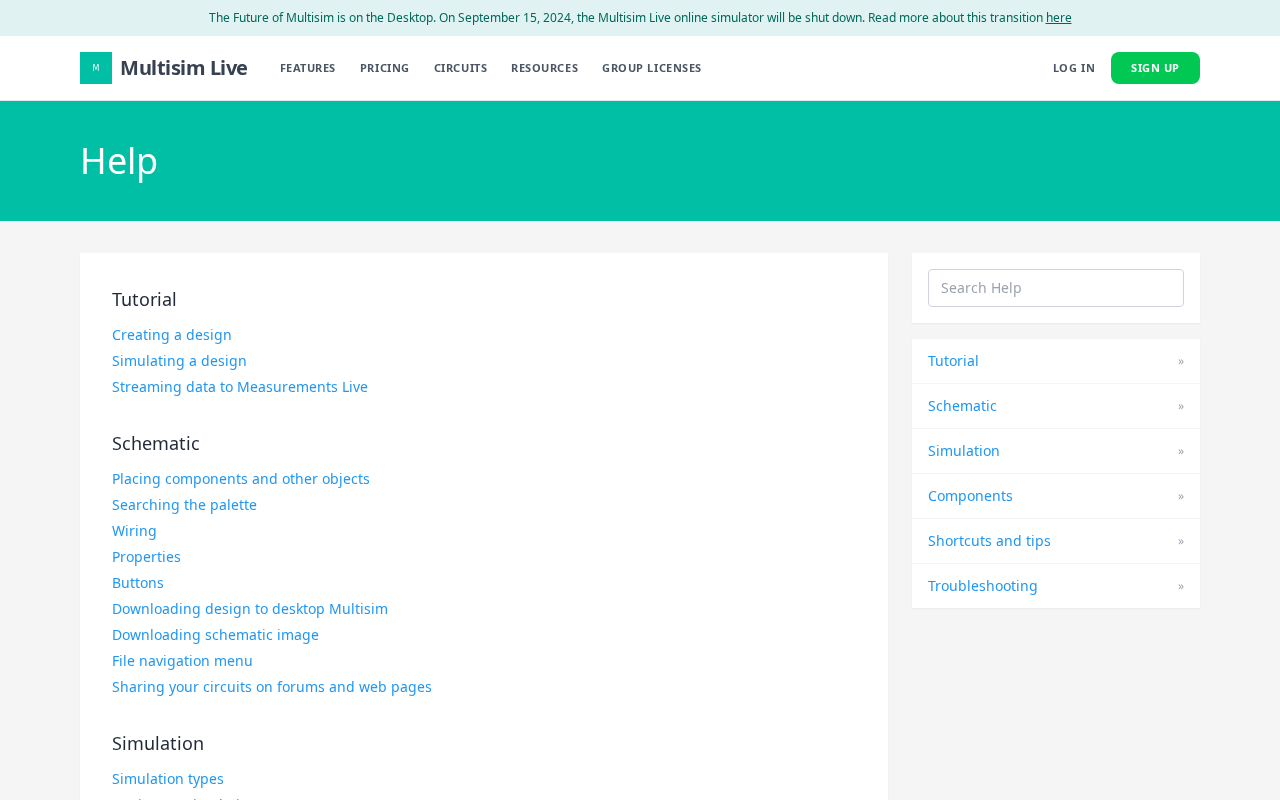 The Future of Multisim is on the Desktop. On September 15, 2024, the Multisim Live online simulator will be shut down. Read more about this transition here
M
Multisim Live
FEATURES
PRICING
CIRCUITS
RESOURCES
GROUP LICENSES
LOG IN
SIGN UP
Help
Tutorial
Creating a design
Simulating a design
Streaming data to Measurements Live
Schematic
Placing components and other objects
Searching the palette
Wiring
Properties
Buttons
Downloading design to desktop Multisim
Downloading schematic image
File navigation menu
Sharing your circuits on forums and web pages
Simulation
Simulation types
Search Help
Tutorial »
Schematic »
Simulation »
Components »
Shortcuts and tips »
Troubleshooting »